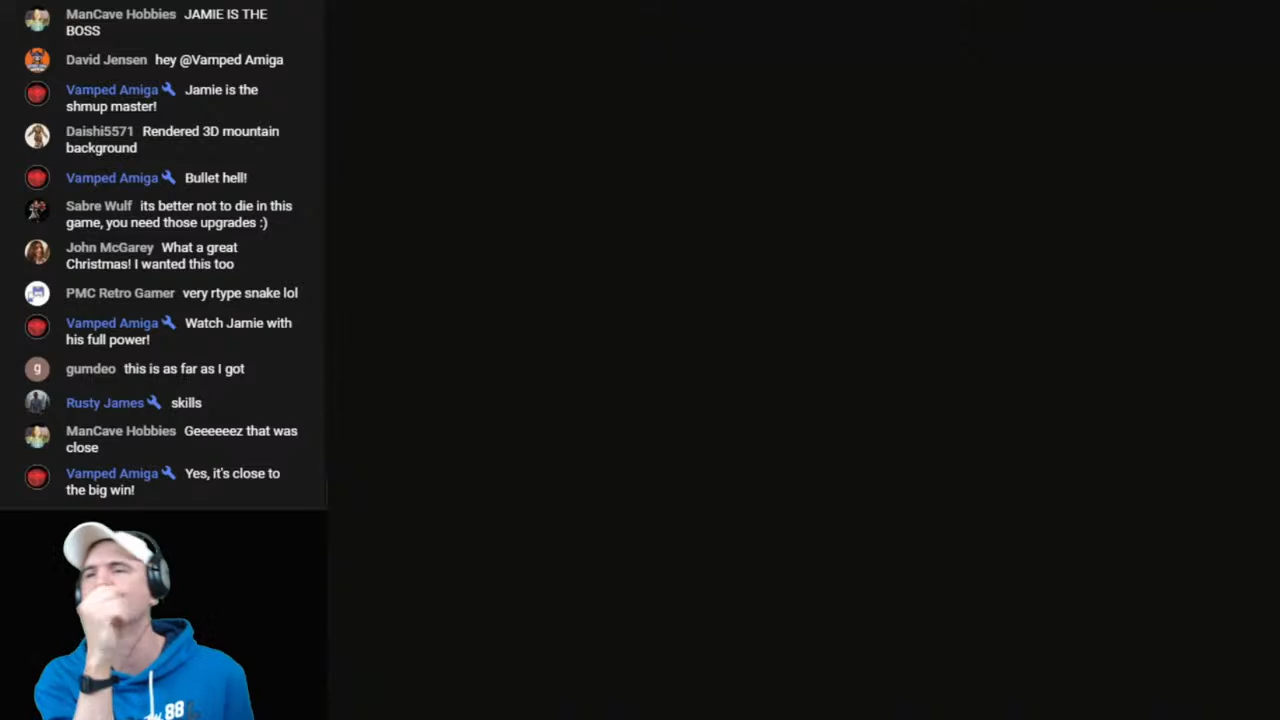 ManCave Hobbies JAMIE IS THE
BOSS
David Jensen hey @Vamped Amiga
Vamped Amiga Jamie is the
shmup master!
Daishi5571 Rendered 3D mountain
background
Vamped Amiga Bullet hell!
Sabre Wulf its better not to die in this
game, you need those upgrades :)
John McGarey What a great
Christmas! I wanted this too
PMC Retro Gamer very rtype snake lol
Vamped Amiga Watch Jamie with
his full power!
g gumdeo this is as far as I got
Rusty James skills
ManCave Hobbies Geeeeeez that was
close
Vamped Amiga Yes, it's close to
the big win!
88